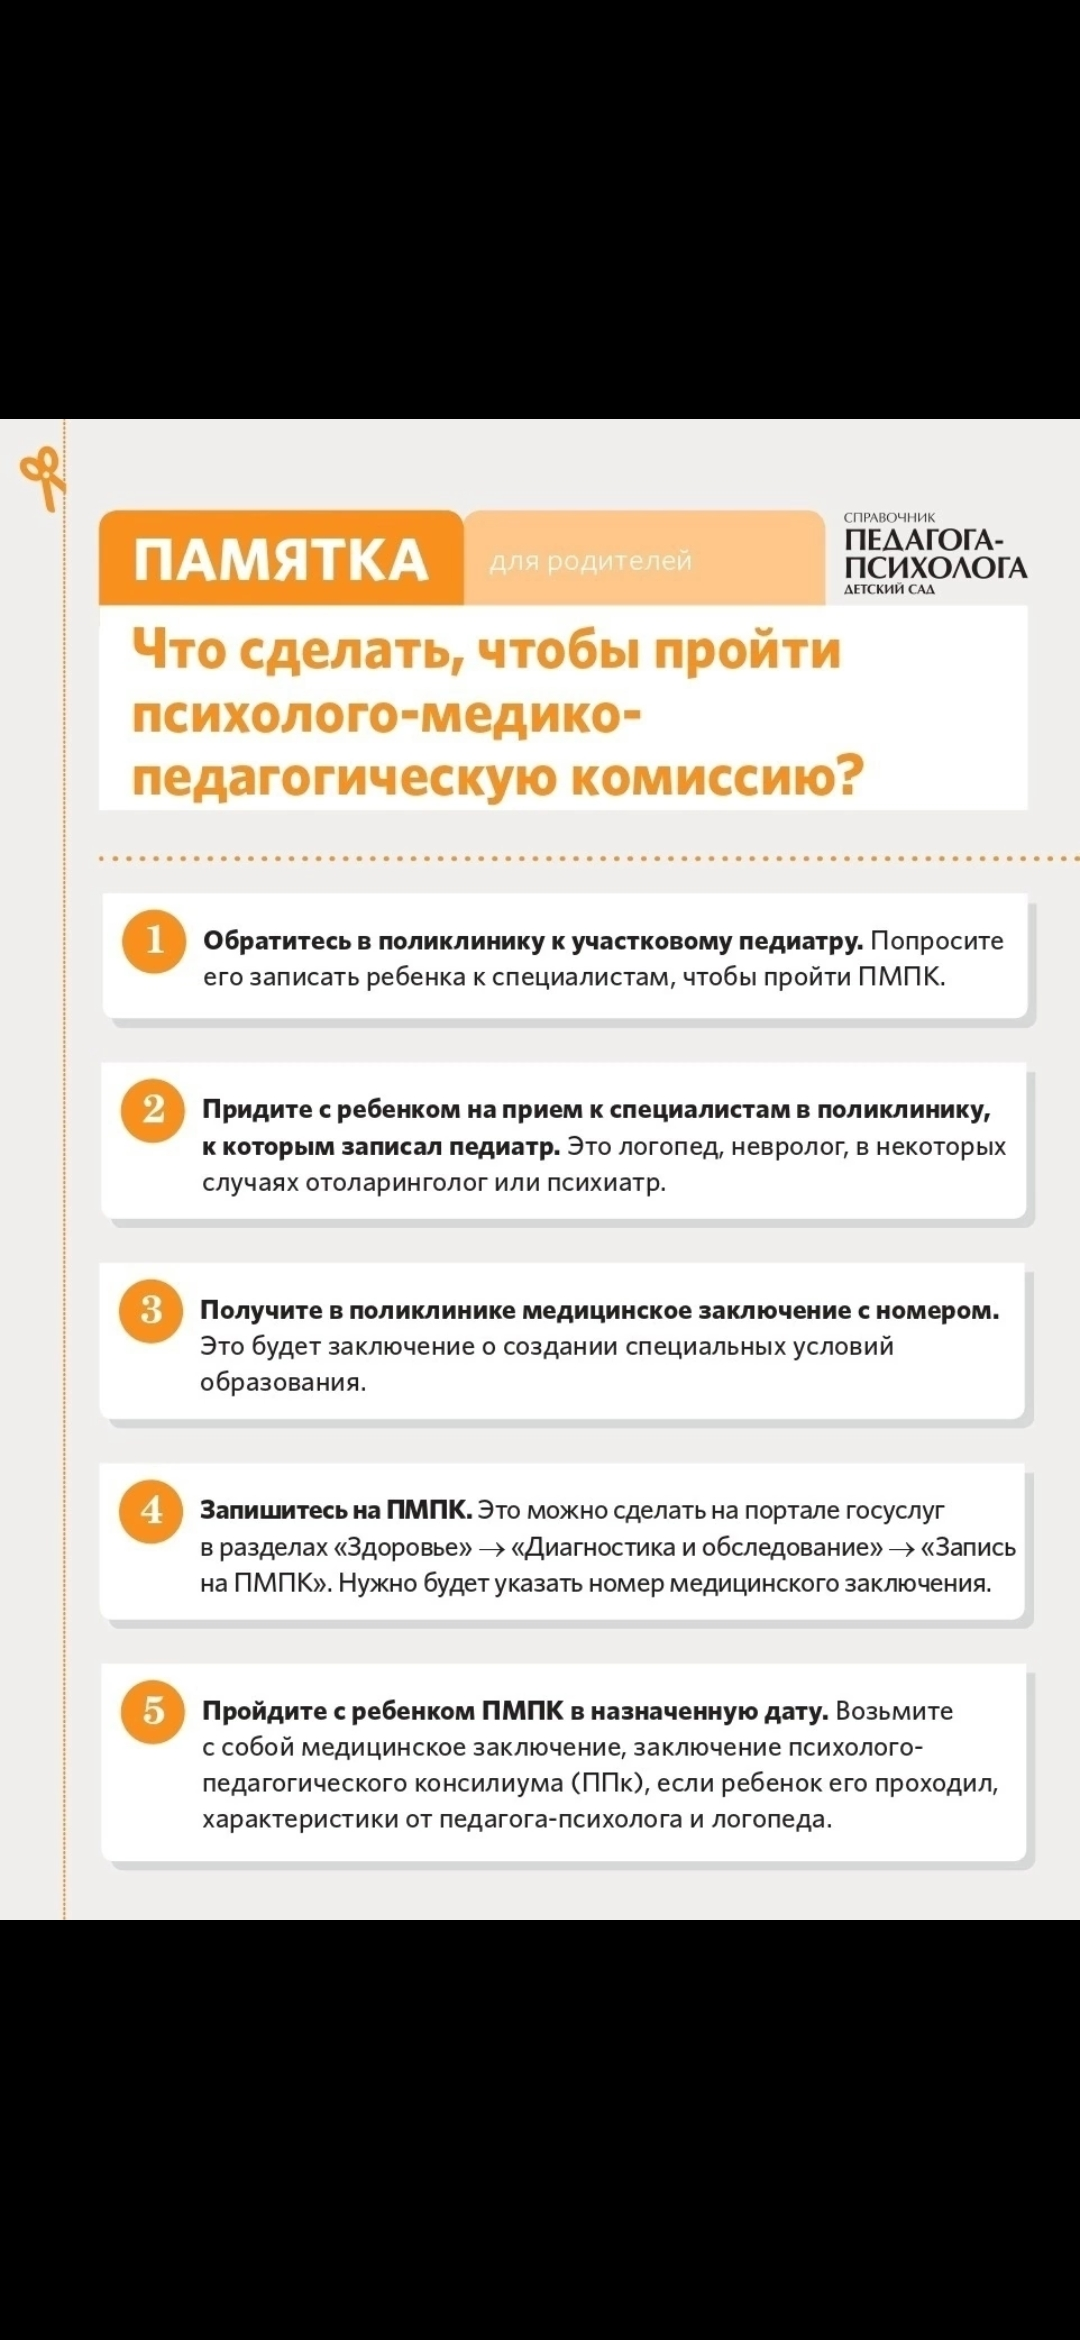 ПАМЯТКА
для родителей
СПРАВОЧНИК
ПЕДАГОГА-
ПСИХОЛОГА
ДЕТСКИЙ САД
Что сделать, чтобы пройти
психолого-медико-
педагогическую комиссию?
1
Обратитесь в поликлинику к участковому педиатру. Попросите
его записать ребенка к специалистам, чтобы пройти ПМПК.
2
Придите с ребенком на прием к специалистам в поликлинику,
к которым записал педиатр. Это логопед, невролог, в некоторых
случаях отоларинголог или психиатр.
3
Получите в поликлинике медицинское заключение с номером.
Это будет заключение о создании специальных условий
образования.
4
Запишитесь на ПМПК. Это можно сделать на портале госуслуг
в разделах «Здоровье» → «Диагностика и обследование» → «Запись
на ПМПК». Нужно будет указать номер медицинского заключения.
5
Пройдите с ребенком ПМПК в назначенную дату. Возьмите
с собой медицинское заключение, заключение психолого-
педагогического консилиума (ППк), если ребенок его проходил,
характеристики от педагога-психолога и логопеда.